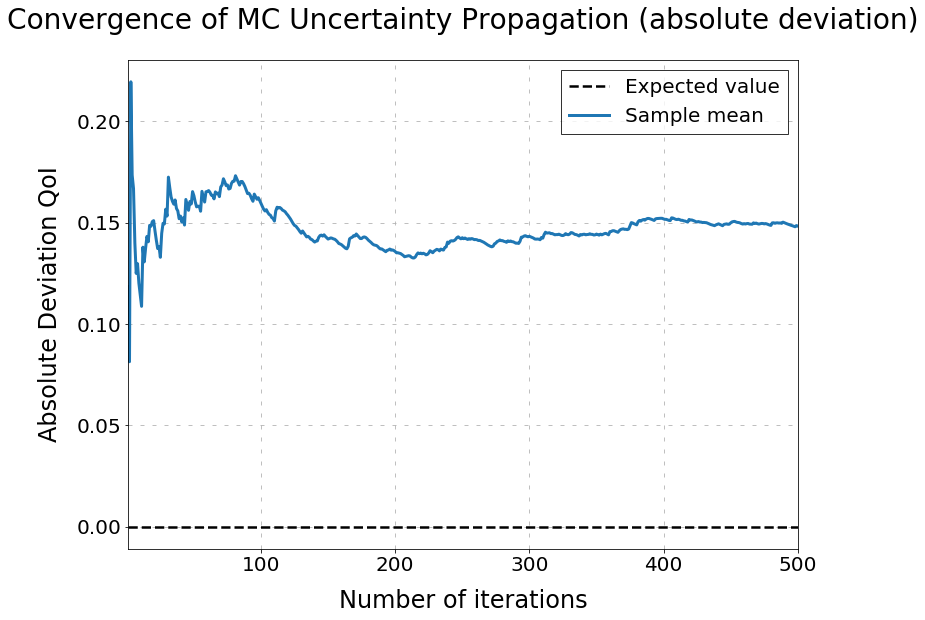 Convergence of MC Uncertainty Propagation (absolute deviation)
Expected value
Sample mean
Absolute Deviation QoI
0.20
0.15
0.10
0.05
0.00
100
200
300
400
500
Number of iterations